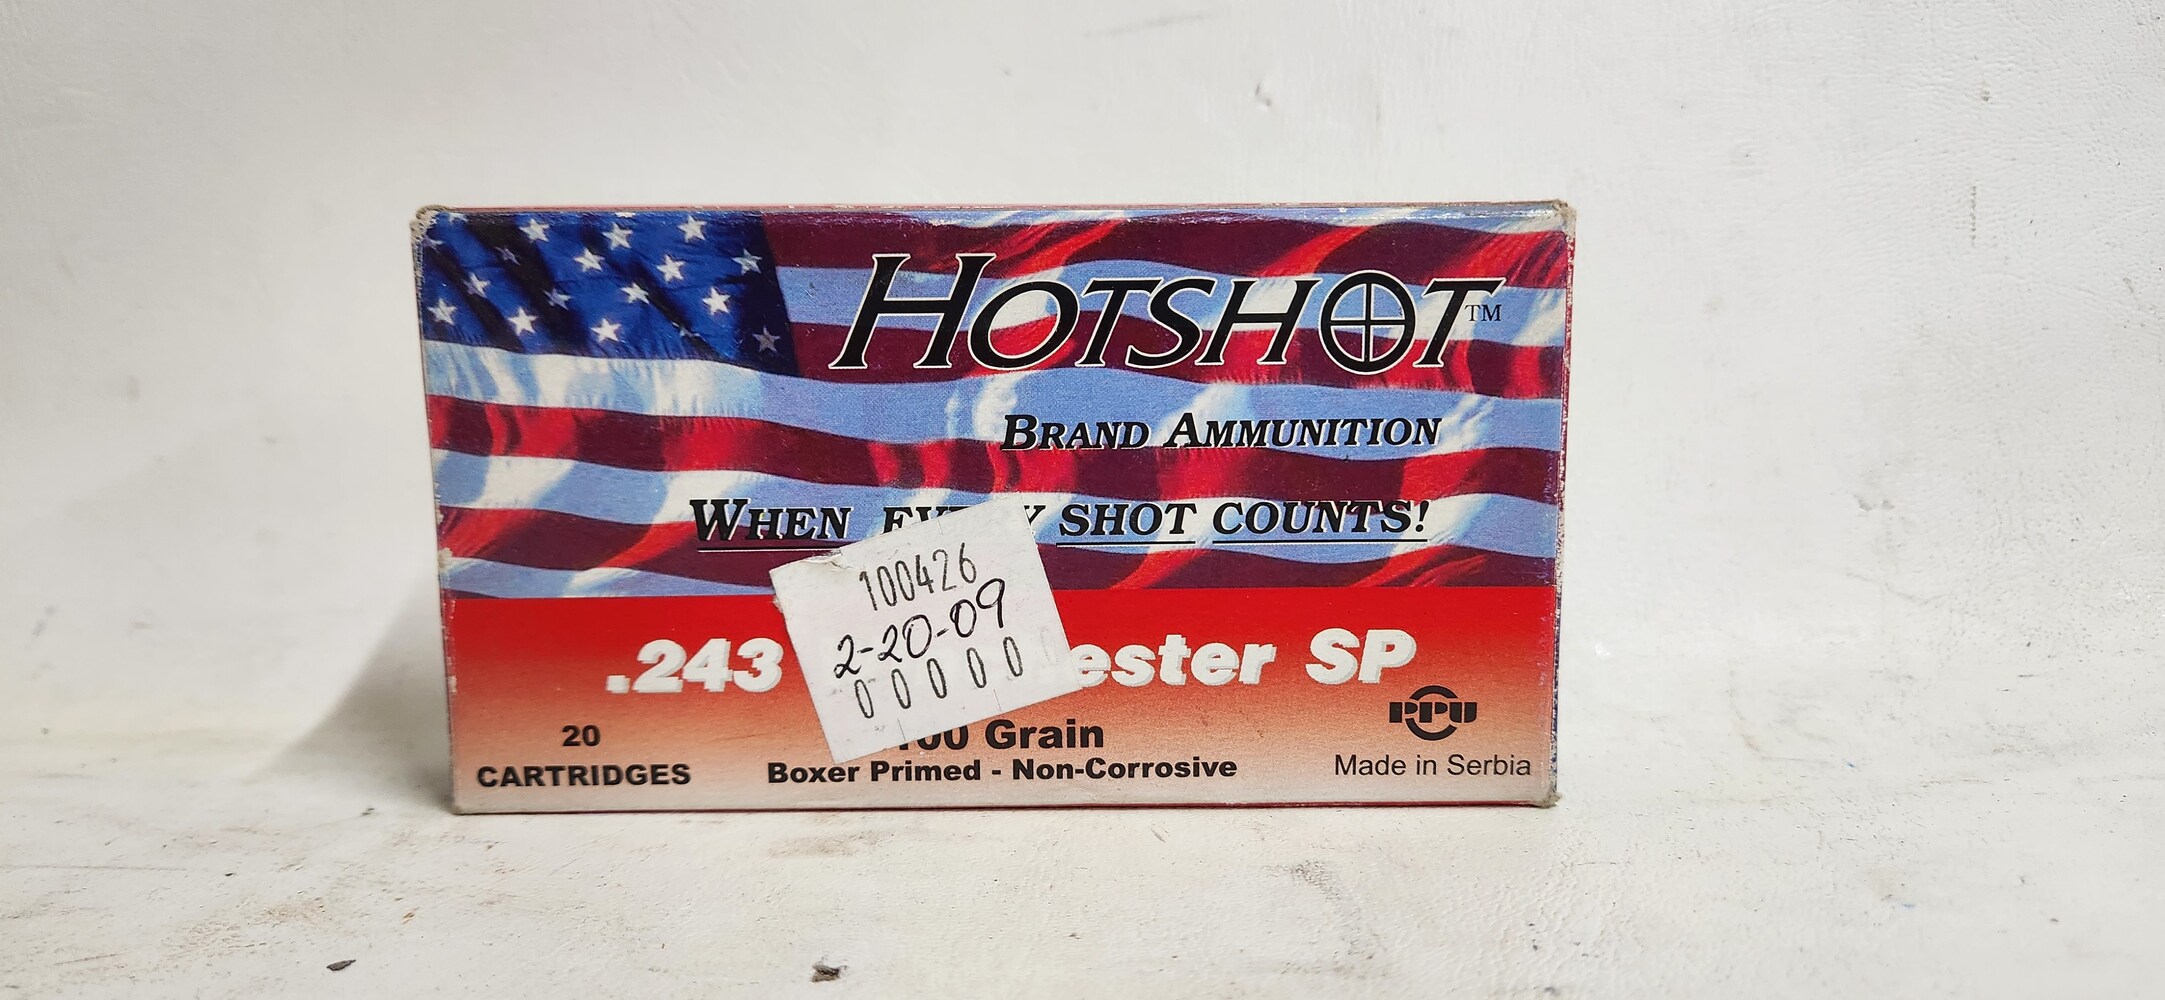 HOTSHOT™
BRAND AMMUNITION
WHEN SHOT COUNTS!
100426
2-20-09
00000
.243 SP
20
CARTRIDGES
Grain
Boxer Primed - Non-Corrosive
PPU
Made in Serbia